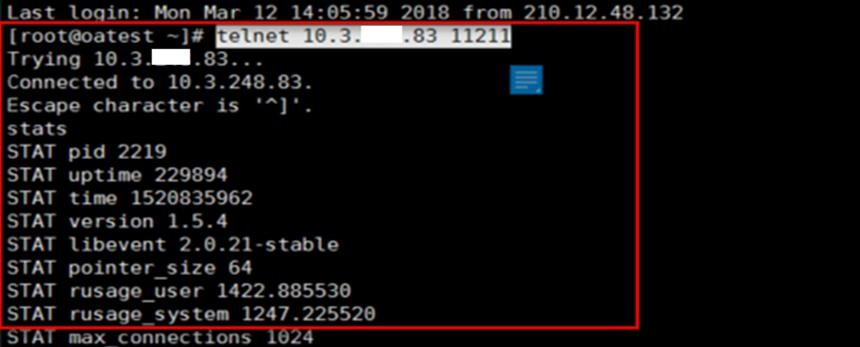 Last login: Mon Mar 12 14:05:59 2018 from 210.12.48.132
[root@oatest ~]# telnet 10.3. .83 11211
Trying 10.3. .83...
Connected to 10.3.248.83.
Escape character is '^]'.
stats
STAT pid 2219
STAT uptime 229894
STAT time 1520835962
STAT version 1.5.4
STAT libevent 2.0.21-stable
STAT pointer_size 64
STAT rusage_user 1422.885530
STAT rusage_system 1247.225520
STAT max_connections 1024